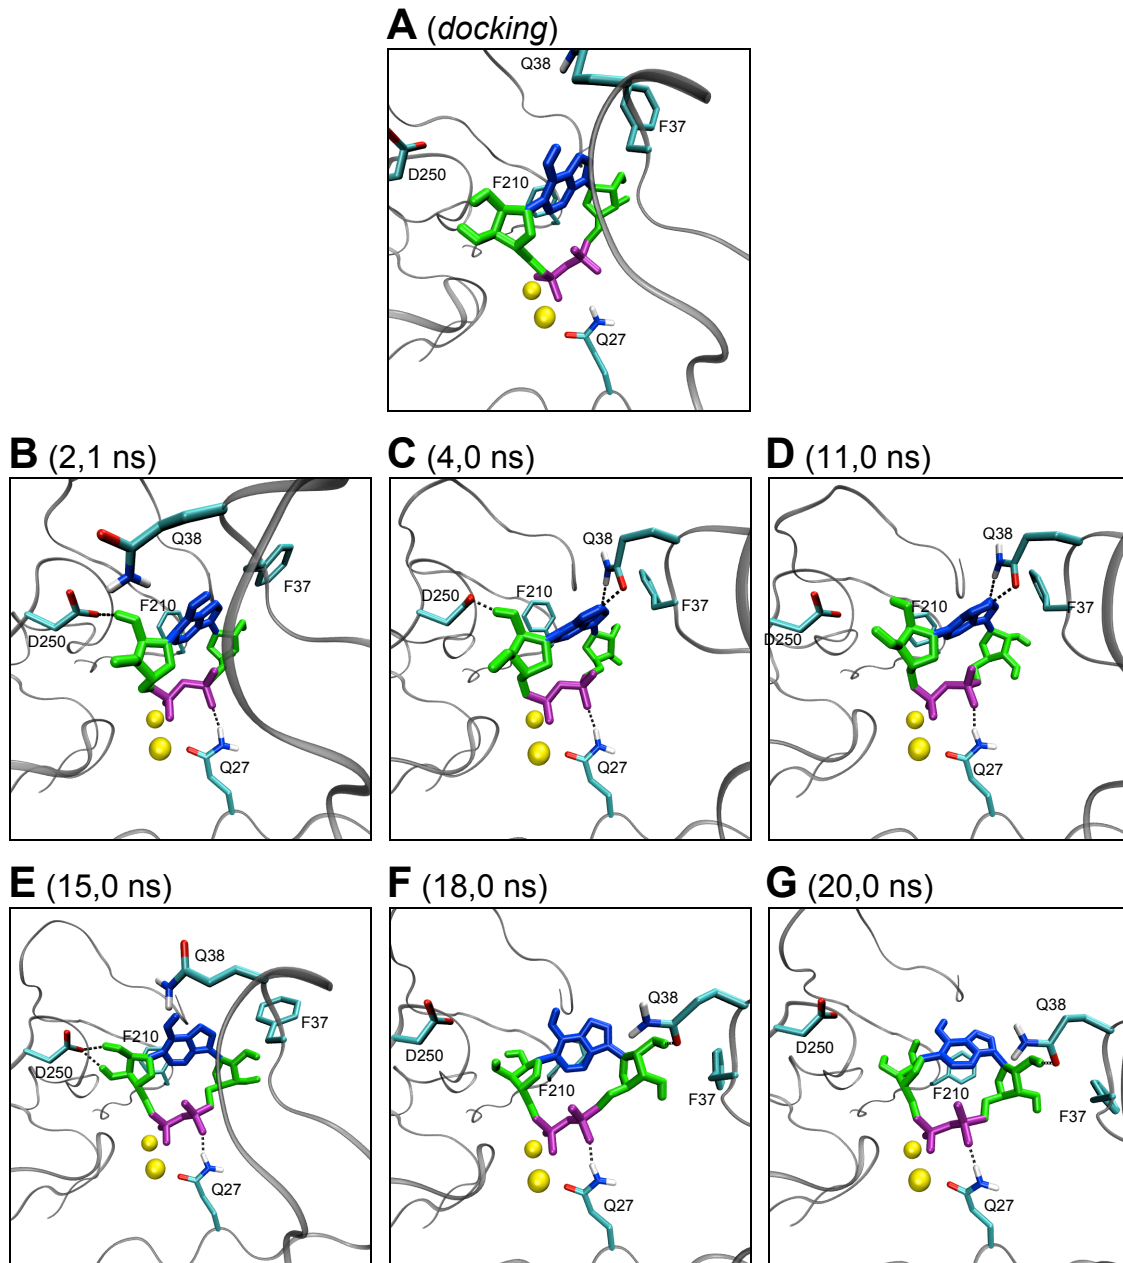 A (docking)
Q38
F37
D250
F210
Q27
B (2,1 ns)
Q38
F37
F210
D250
Q27
C (4,0 ns)
Q38
D250
F210
F37
Q27
D (11,0 ns)
Q38
F210
F37
D250
Q27
E (15,0 ns)
Q38
F37
F210
D250
Q27
F (18,0 ns)
Q38
D250
F210
F37
Q27
G (20,0 ns)
Q38
D250
F210
F37
Q27